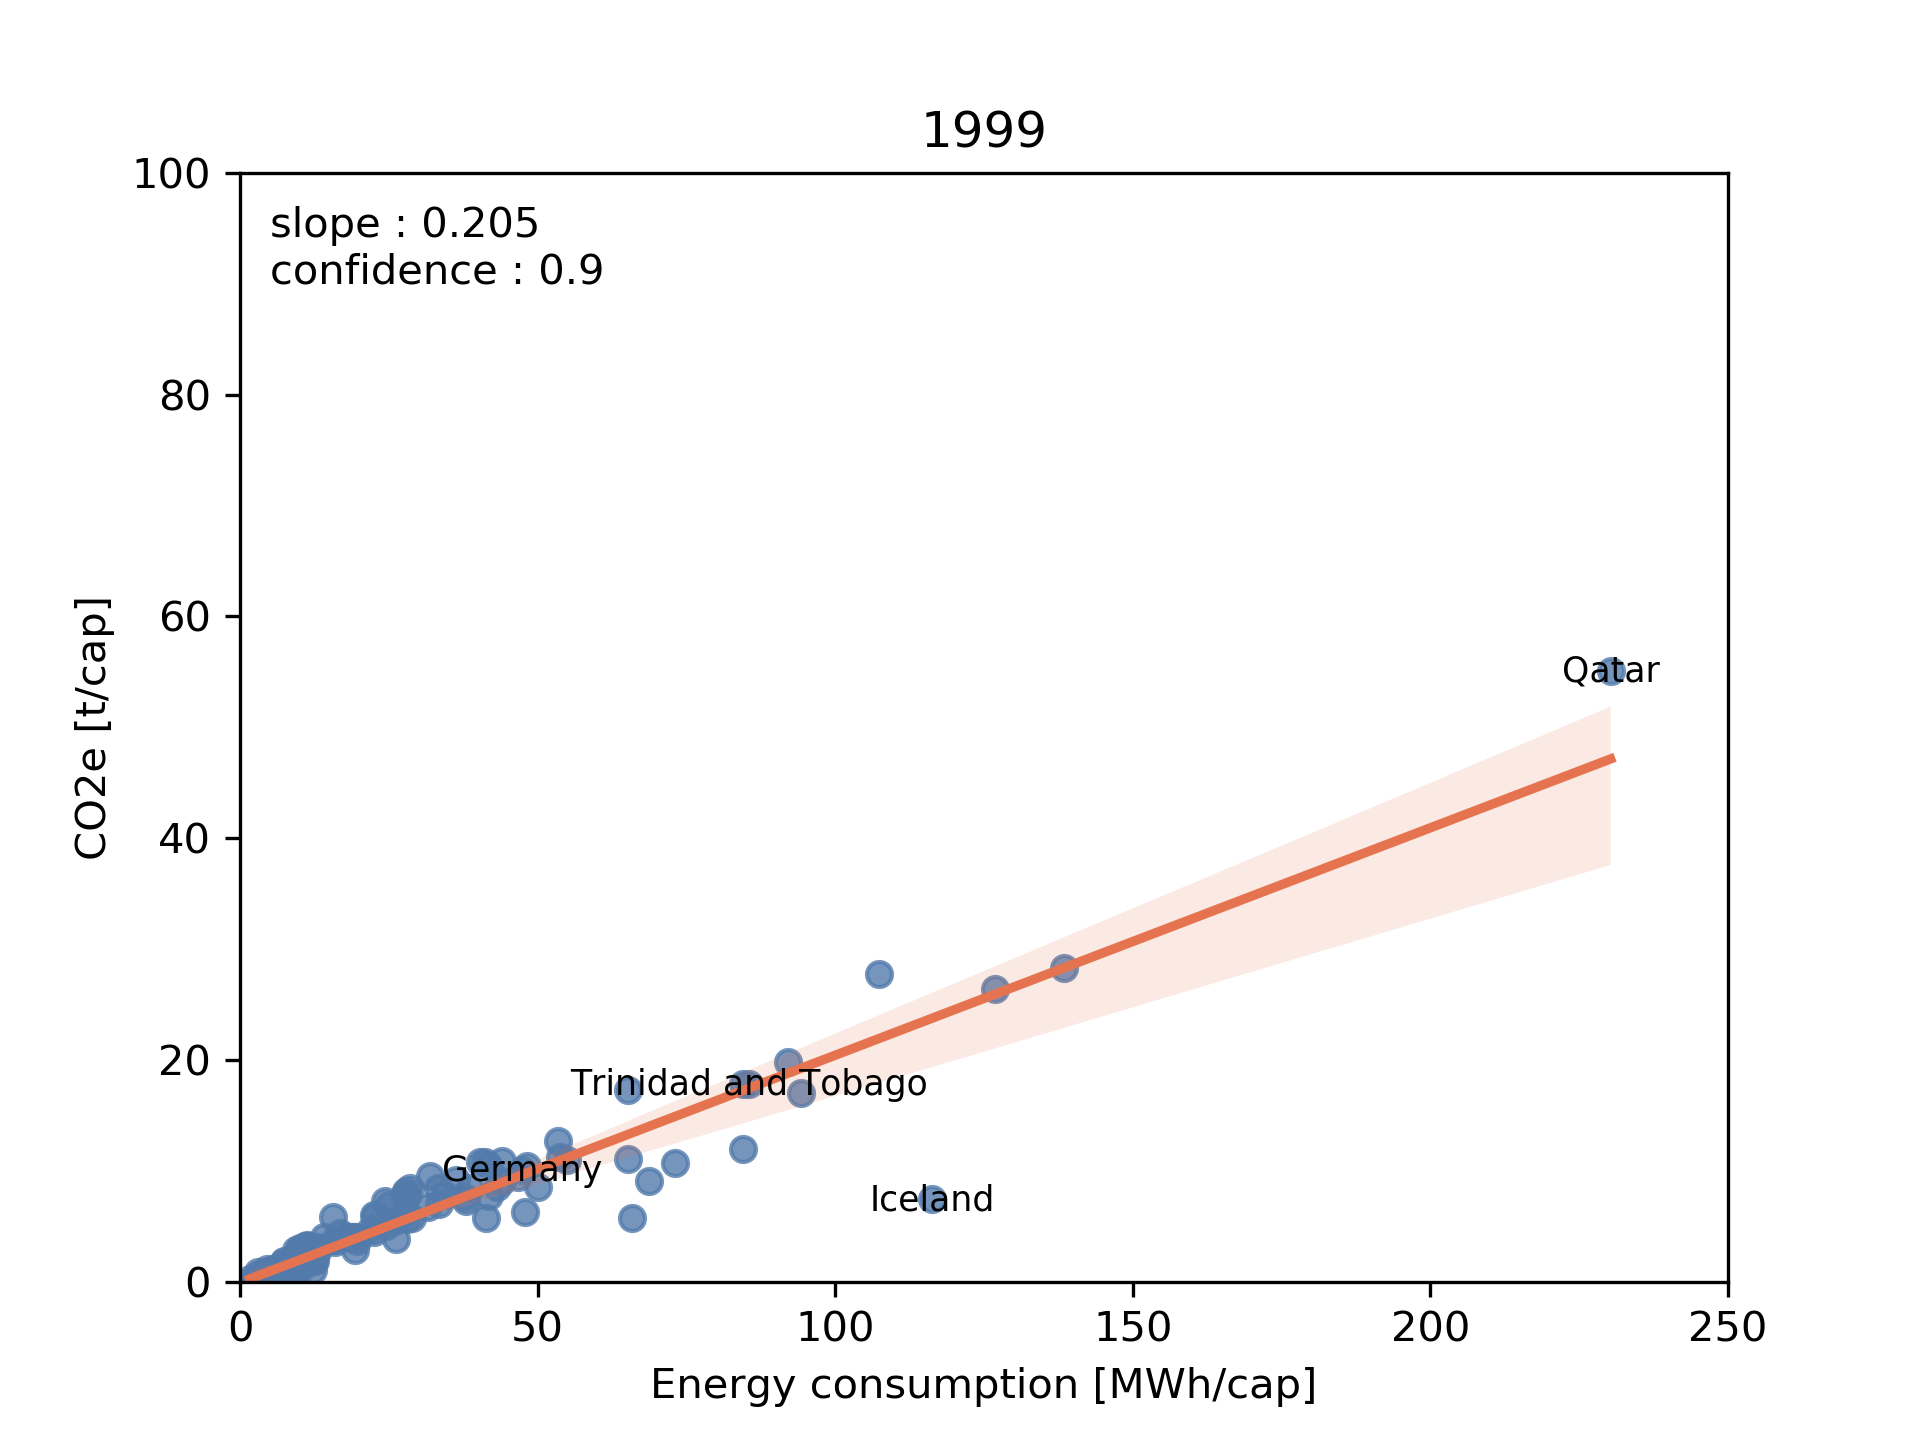 1999
100
slope : 0.205
confidence : 0.9
80
60
Qatar
CO2e [t/cap]
40
20
Trinidad and Tobago
Germany
Iceland
0
0 50 100 150 200 250
Energy consumption [MWh/cap]